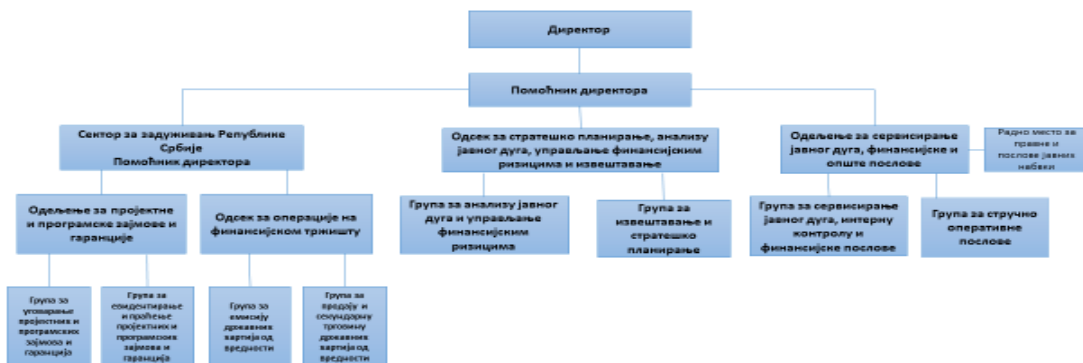 Директор
Помоћник директора
Сектор за задуживањ Републике
Србије
Помоћник директора
Одсек за стратешко планирање, анализу
јавног дуга, управљање финансијским
ризицима и извештавање
Одељење за сервисирање
јавног дуга, финансијске и
опште послове
Радно место за
правне и
послове јавних
набвки
Одељење за пројектне
и програмске зајмове и
гаранције
Одсек за операције на
финансијском тржишту
Група за анализу јавног
дуга и управљање
финансијским
ризицима
Група за
извештавање и
стратешко
планирање
Група за сервисирање
јавног дуга, интерну
контролу и
финансијске послове
Група за стручно
оперативне
послове
Група за
уговарање
пројектних и
програмских
зајмова и
гаранција
Група за
евидентирање
и праћење
пројектних и
програмских
зајмова и
гаранција
Група за
емисију
државних
хартија од
вредности
Група за
продају и
секундарну
трговину
државних
хартија од
вредности